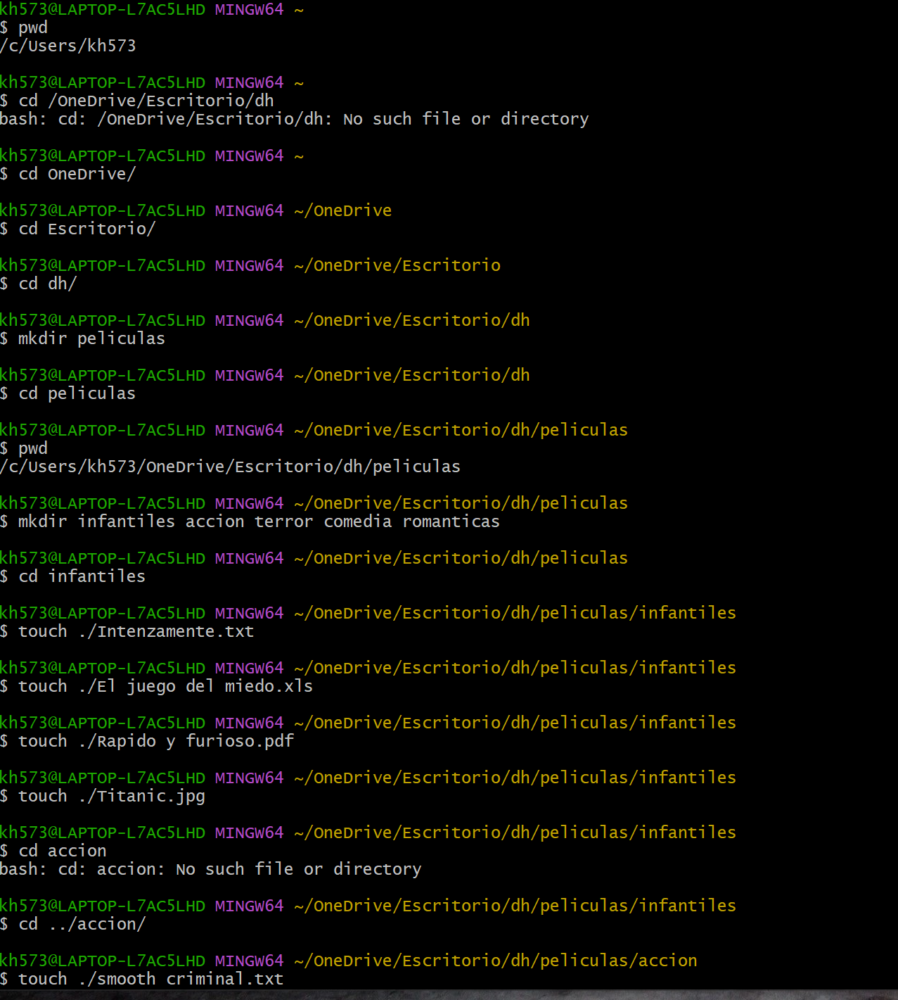 kh573@LAPTOP-L7AC5LHD MINGW64 ~
$ pwd
/c/Users/kh573
kh573@LAPTOP-L7AC5LHD MINGW64 ~
$ cd /OneDrive/Escritorio/dh
bash: cd: /OneDrive/Escritorio/dh: No such file or directory
kh573@LAPTOP-L7AC5LHD MINGW64 ~
$ cd OneDrive/
kh573@LAPTOP-L7AC5LHD MINGW64 ~/OneDrive
$ cd Escritorio/
kh573@LAPTOP-L7AC5LHD MINGW64 ~/OneDrive/Escritorio
$ cd dh/
kh573@LAPTOP-L7AC5LHD MINGW64 ~/OneDrive/Escritorio/dh
$ mkdir peliculas
kh573@LAPTOP-L7AC5LHD MINGW64 ~/OneDrive/Escritorio/dh
$ cd peliculas
kh573@LAPTOP-L7AC5LHD MINGW64 ~/OneDrive/Escritorio/dh/peliculas
$ pwd
/c/Users/kh573/OneDrive/Escritorio/dh/peliculas
kh573@LAPTOP-L7AC5LHD MINGW64 ~/OneDrive/Escritorio/dh/peliculas
$ mkdir infantiles accion terror comedia romanticas
kh573@LAPTOP-L7AC5LHD MINGW64 ~/OneDrive/Escritorio/dh/peliculas
$ cd infantiles
kh573@LAPTOP-L7AC5LHD MINGW64 ~/OneDrive/Escritorio/dh/peliculas/infantiles
$ touch ./Intenzamente.txt
kh573@LAPTOP-L7AC5LHD MINGW64 ~/OneDrive/Escritorio/dh/peliculas/infantiles
$ touch ./El juego del miedo.xls
kh573@LAPTOP-L7AC5LHD MINGW64 ~/OneDrive/Escritorio/dh/peliculas/infantiles
$ touch ./Rapido y furioso.pdf
kh573@LAPTOP-L7AC5LHD MINGW64 ~/OneDrive/Escritorio/dh/peliculas/infantiles
$ touch ./Titanic.jpg
kh573@LAPTOP-L7AC5LHD MINGW64 ~/OneDrive/Escritorio/dh/peliculas/infantiles
$ cd accion
bash: cd: accion: No such file or directory
kh573@LAPTOP-L7AC5LHD MINGW64 ~/OneDrive/Escritorio/dh/peliculas/infantiles
$ cd ../accion/
kh573@LAPTOP-L7AC5LHD MINGW64 ~/OneDrive/Escritorio/dh/peliculas/accion
$ touch ./smooth criminal.txt